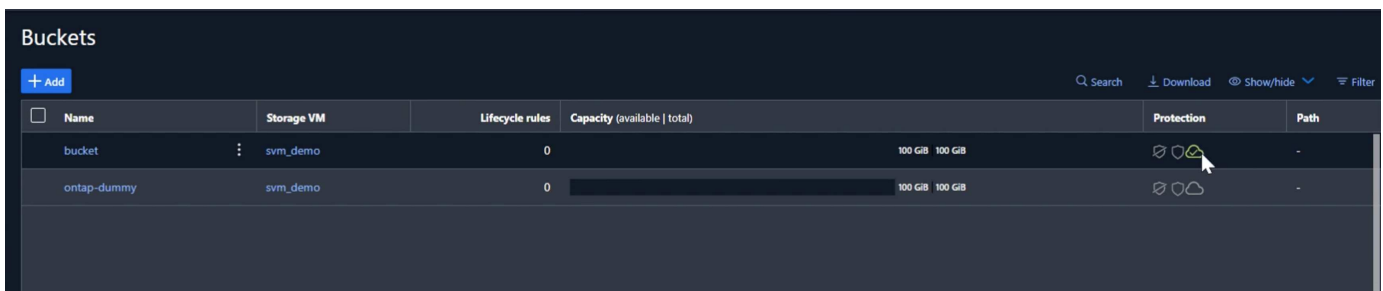 Buckets
+ Add Search Download Show/hide Filter
Name Storage VM Lifecycle rules Capacity (available | total) Protection Path
bucket svm_demo 0 100 GiB 100 GiB -
ontap-dummy svm_demo 0 100 GiB 100 GiB -